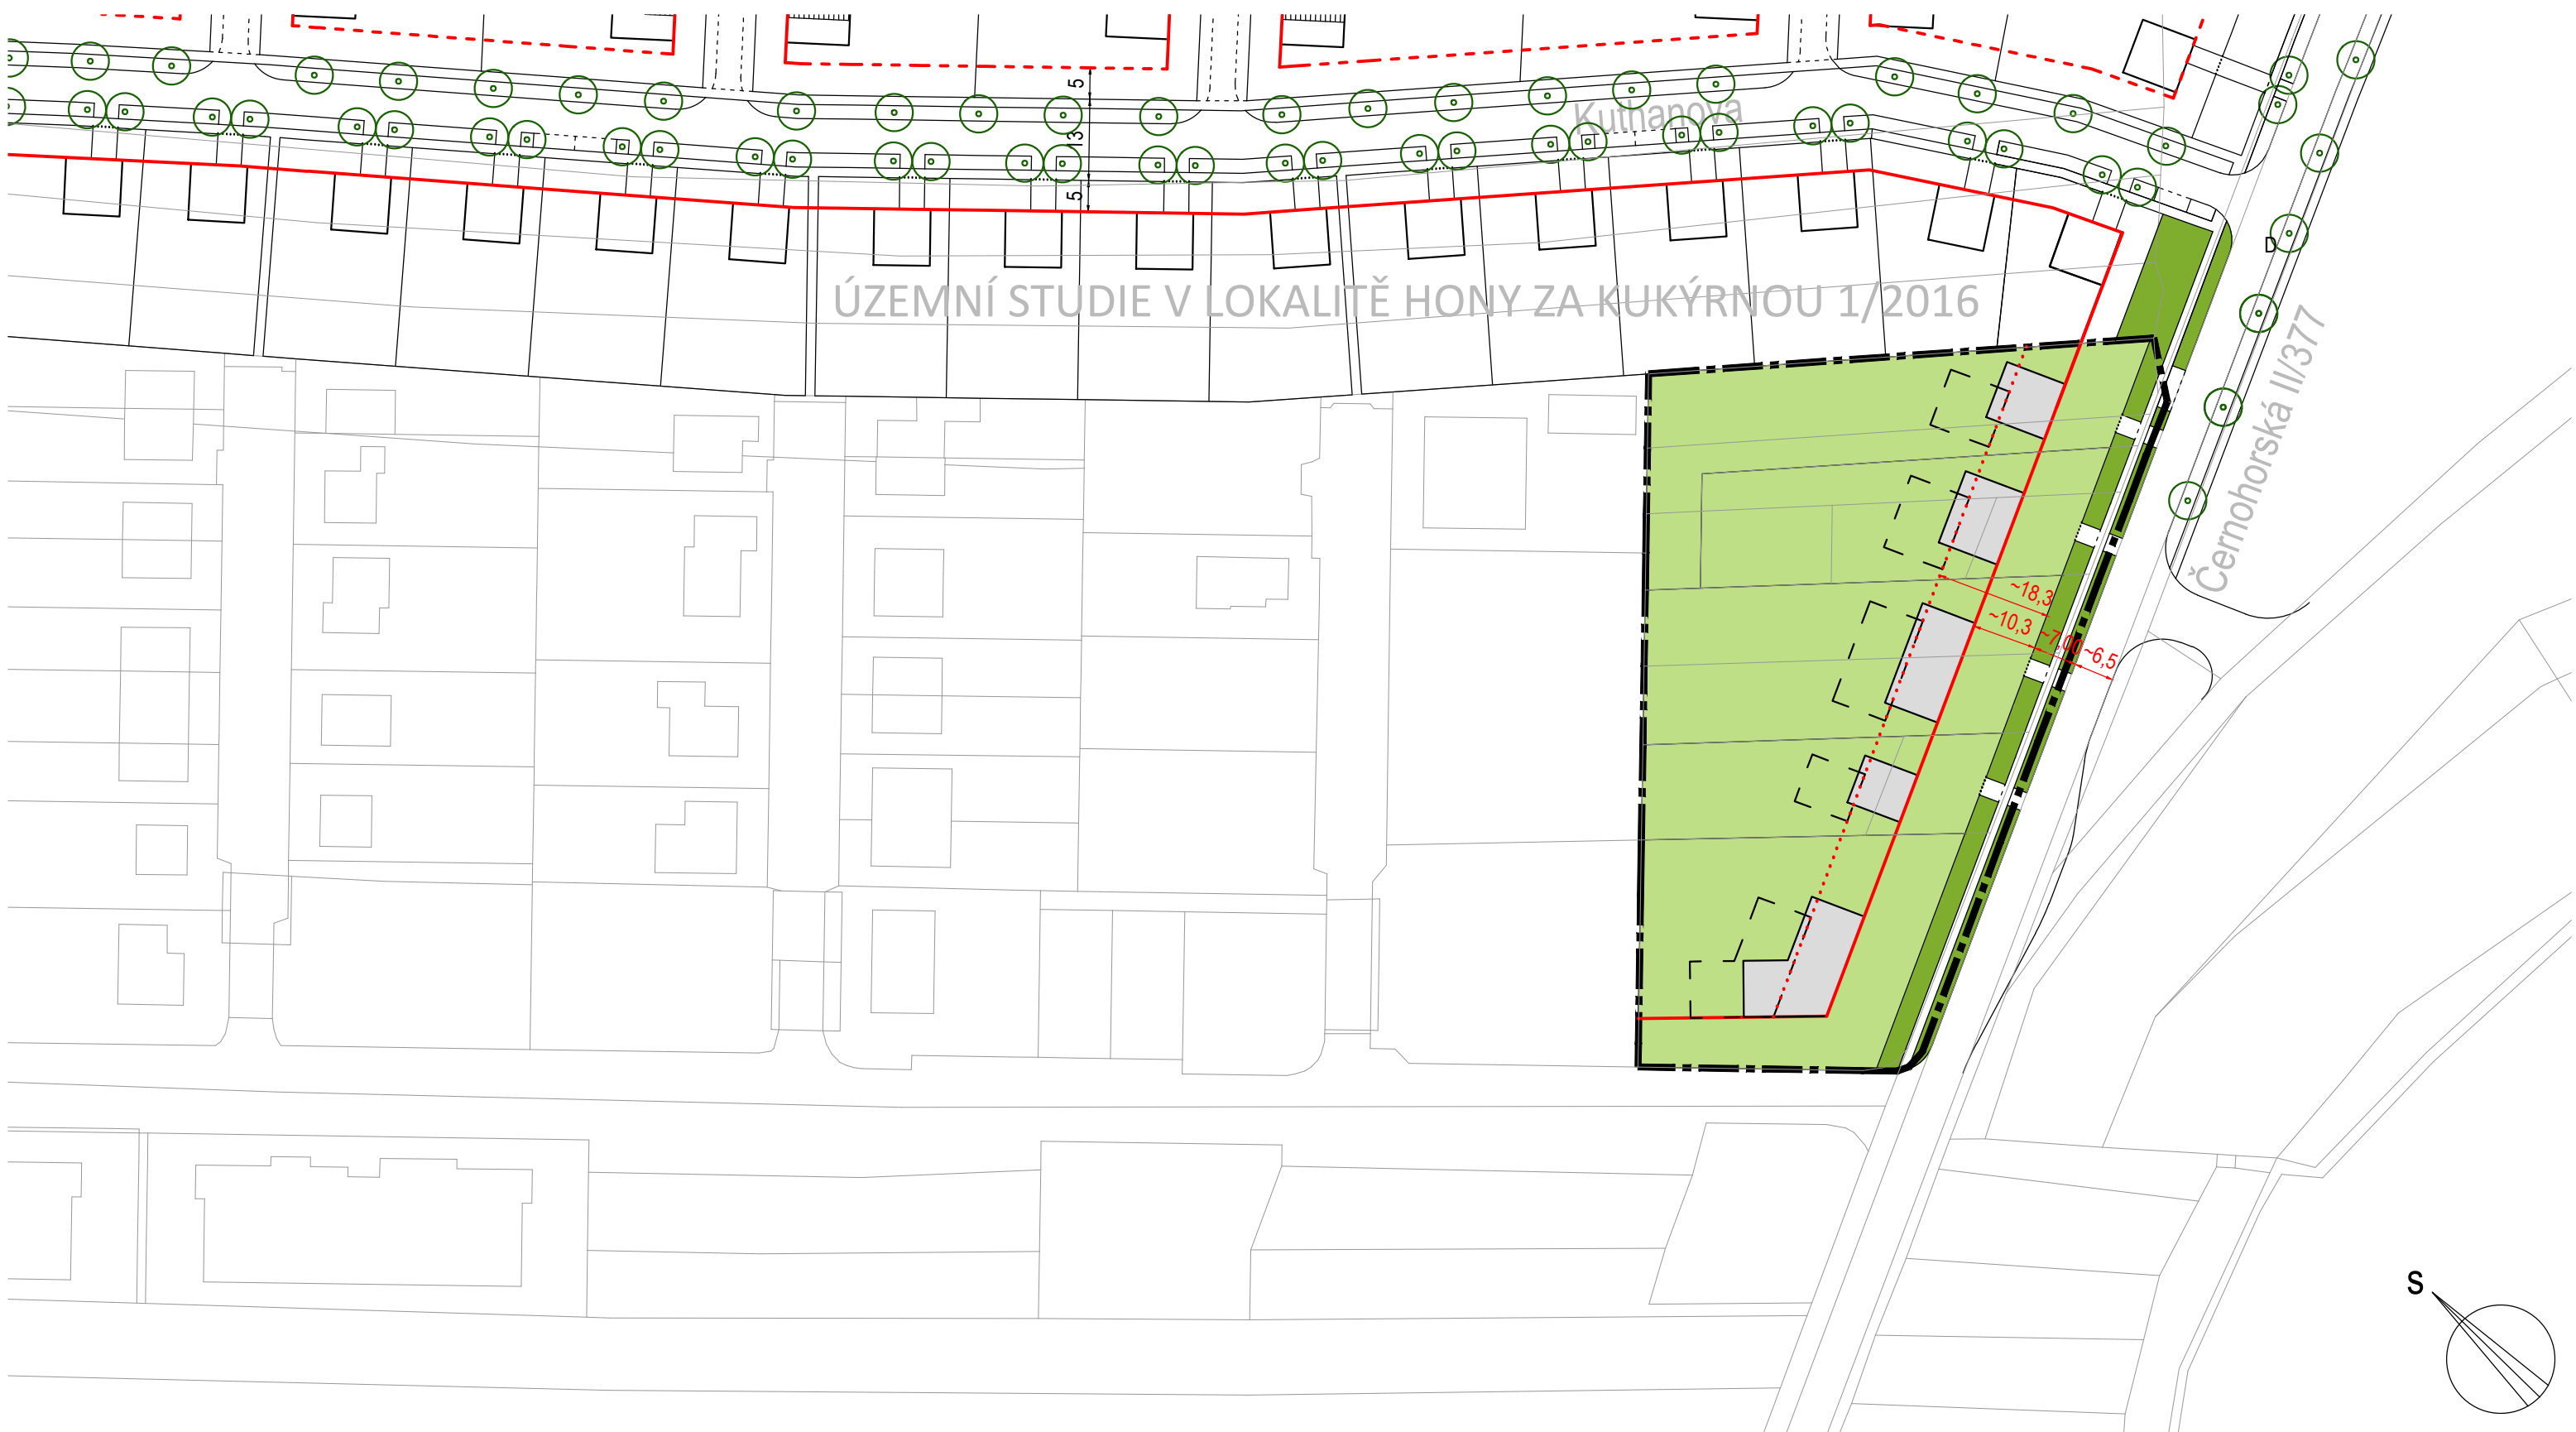 5
Kuthanova
13
5
D
ÚZEMNÍ STUDIE V LOKALITĚ HONY ZA KUKÝRNOU 1/2016
Černohorská II/377
~18,3
~10,3
~7,00
~6,5
S